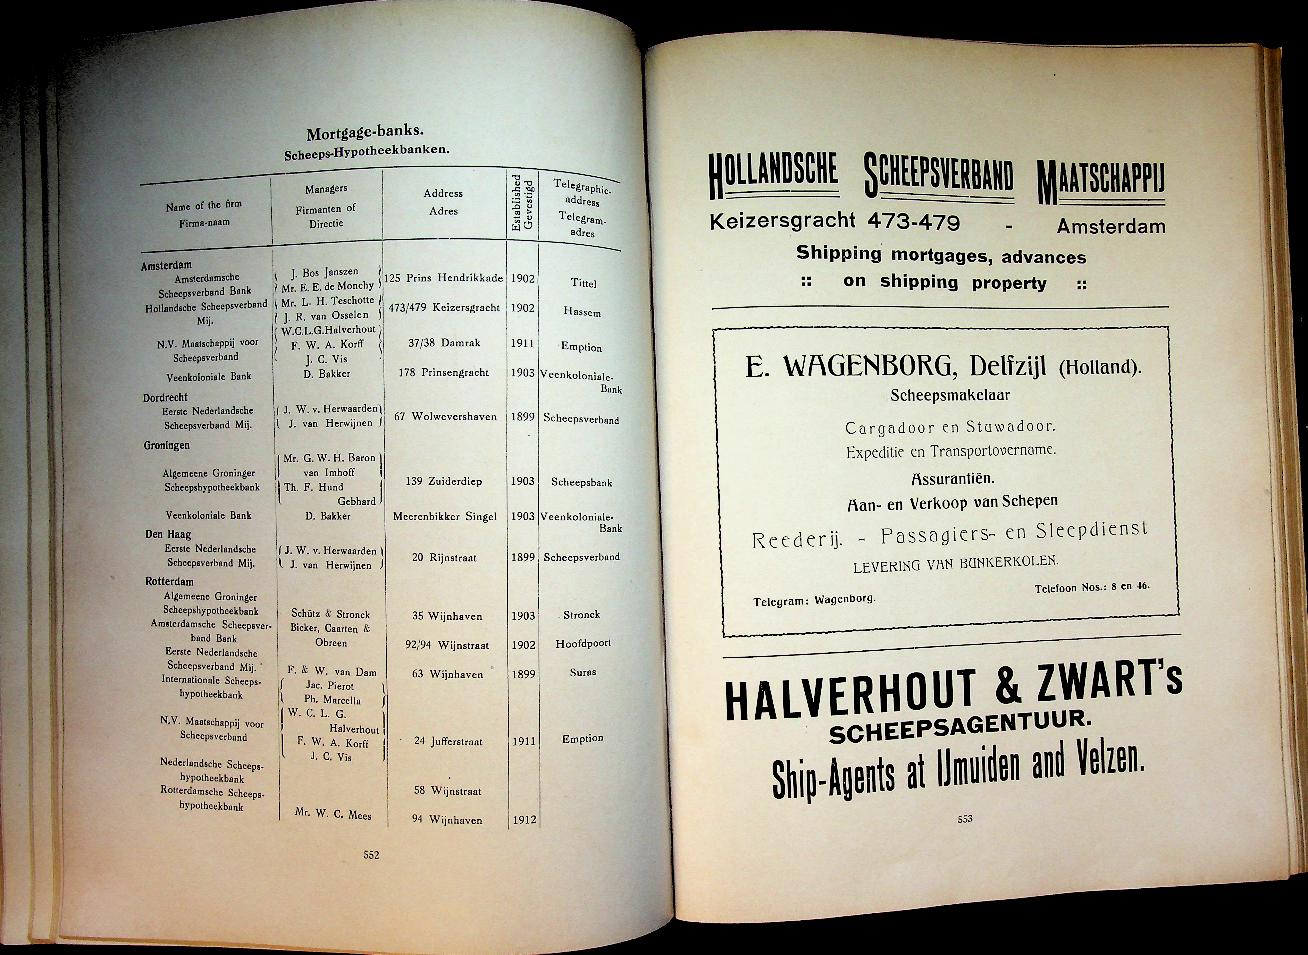 Mortgage-banks.
Scheeps-Hypotheekbanken.
Name of the firm
Firma-naam
Managers
Firmanten of
Directie
Address
Adres
Established
Gevestigd
Telegraphic-
address
Telegram-
adres
Amsterdam
Amsterdamsche
Scheepsverband Bank
J. Bos Janszen
Mr. E. E. de Monchy
125 Prins Hendrikkade
1902
Tittel
Hollandsche Scheepsverband
Mij.
Mr. L. H. Teschotte
J. R. van Osselen
473/479 Keizersgracht
1902
Hassem
N.V. Maatschappij voor
Scheepsverband
W.C.L.G.Halverhout
F. W. A. Korff
J. C. Vis
37/38 Damrak
1911
Emption
Veenkoloniale Bank
D. Bakker
178 Prinsengracht
1903
Veenkoloniale-
Bank
Dordrecht
Eerste Nederlandsche
Scheepsverband Mij.
J. W. v. Herwaarden
J. van Herwijnen
67 Wolwevershaven
1899
Scheepsverband
Groningen
Algemeene Groninger
Scheepshypotheekbank
Mr. G. W. H. Baron
van Imhoff
Th. F. Hund
Gebhard
139 Zuiderdiep
1903
Scheepsbank
Veenkoloniale Bank
D. Bakker
Meerenbikker Singel
1903
Veenkoloniale-
Bank
Den Haag
Eerste Nederlandsche
Scheepsverband Mij.
J. W. v. Herwaarden
J. van Herwijnen
20 Rijnstraat
1899
Scheepsverband
Rotterdam
Algemeene Groninger
Scheepshypotheekbank
Schütz & Stronck
35 Wijnhaven
1903
Stronck
Amsterdamsche Scheepsver-
band Bank
Bicker, Caarten &
Obreen
92/94 Wijnstraat
1902
Hoofdpoort
Eerste Nederlandsche
Scheepsverband Mij.
F. & W. van Dam
63 Wijnhaven
1899
Suras
Internationale Scheeps-
hypotheekbank
Jac. Pierot
Ph. Marcella
N.V. Maatschappij voor
Scheepsverband
W. C. L. G.
Halverhout
F. W. A. Korff
J. C. Vis
24 Jufferstraat
1911
Emption
Nederlandsche Scheeps-
hypotheekbank
58 Wijnstraat
Rotterdamsche Scheeps-
hypotheekbank
Mr. W. C. Mees
94 Wijnhaven
1912
552
HOLLANDSCHE SCHEEPSVERBAND MAATSCHAPPIJ
Keizersgracht 473-479 - Amsterdam
Shipping mortgages, advances
:: on shipping property ::
E. WAGENBORG, Delfzijl (Holland).
Scheepsmakelaar
Cargadoor en Stuwadoor.
Expeditie en Transportovername.
Assurantiën.
Aan- en Verkoop van Schepen
Reederij. - Passagiers- en Sleepdienst
LEVERING VAN BUNKERKOLEN.
Telegram: Wagenborg.
Telefoon Nos.: 8 en 46.
HALVERHOUT & ZWART's
SCHEEPSAGENTUUR.
Ship-Agents at IJmuiden and Velzen.
553